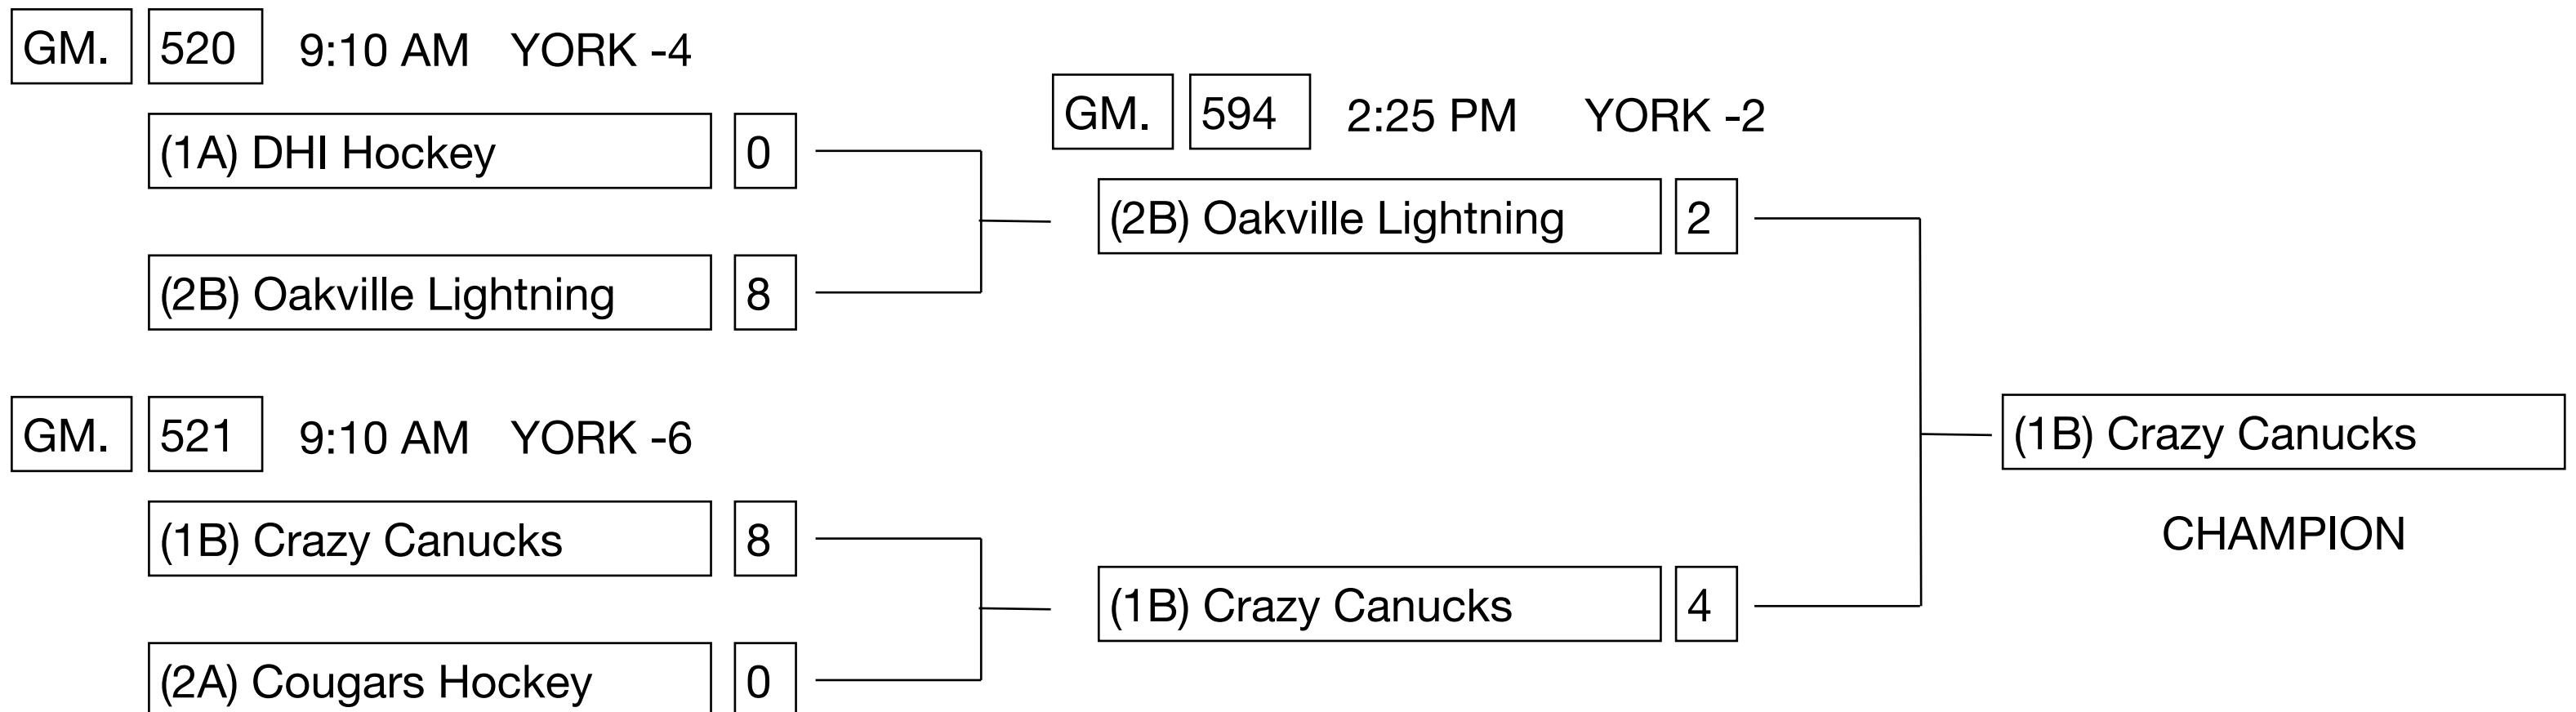 GM. 520 9:10 AM YORK -4
(1A) DHI Hockey 0
(2B) Oakville Lightning 8
GM. 521 9:10 AM YORK -6
(1B) Crazy Canucks 8
(2A) Cougars Hockey 0
GM. 594 2:25 PM YORK -2
(2B) Oakville Lightning 2
(1B) Crazy Canucks 4
(1B) Crazy Canucks
CHAMPION